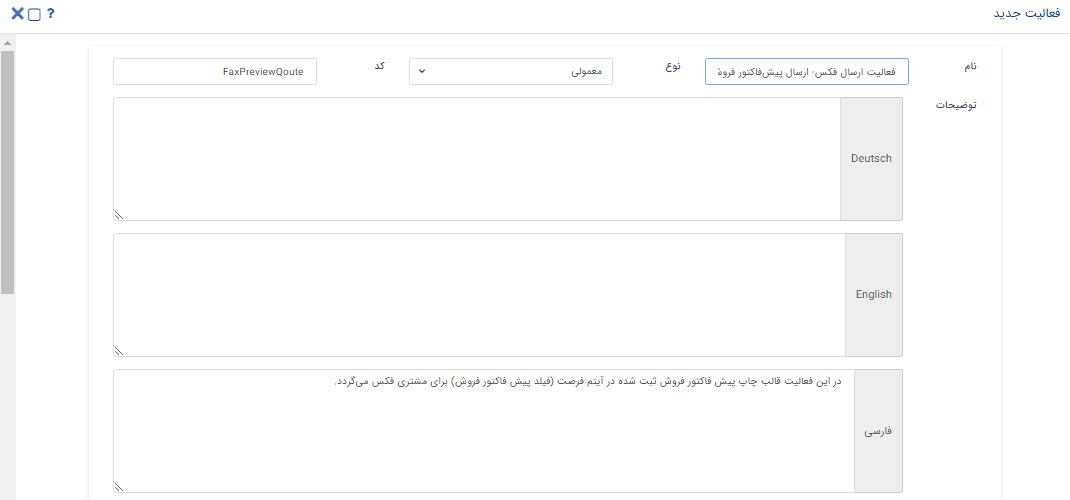 فعالیت جدید
?
نام
فعالیت ارسال فکس- ارسال پیش‌فاکتور
نوع
معمولی
کد
FaxPreviewQoute
توضیحات
Deutsch
English
فارسی
در این فعالیت قالب چاپ پیش فاکتور فروش ثبت شده در آیتم فرصت (فیلد پیش فاکتور فروش) برای مشتری فکس می‌گردد.